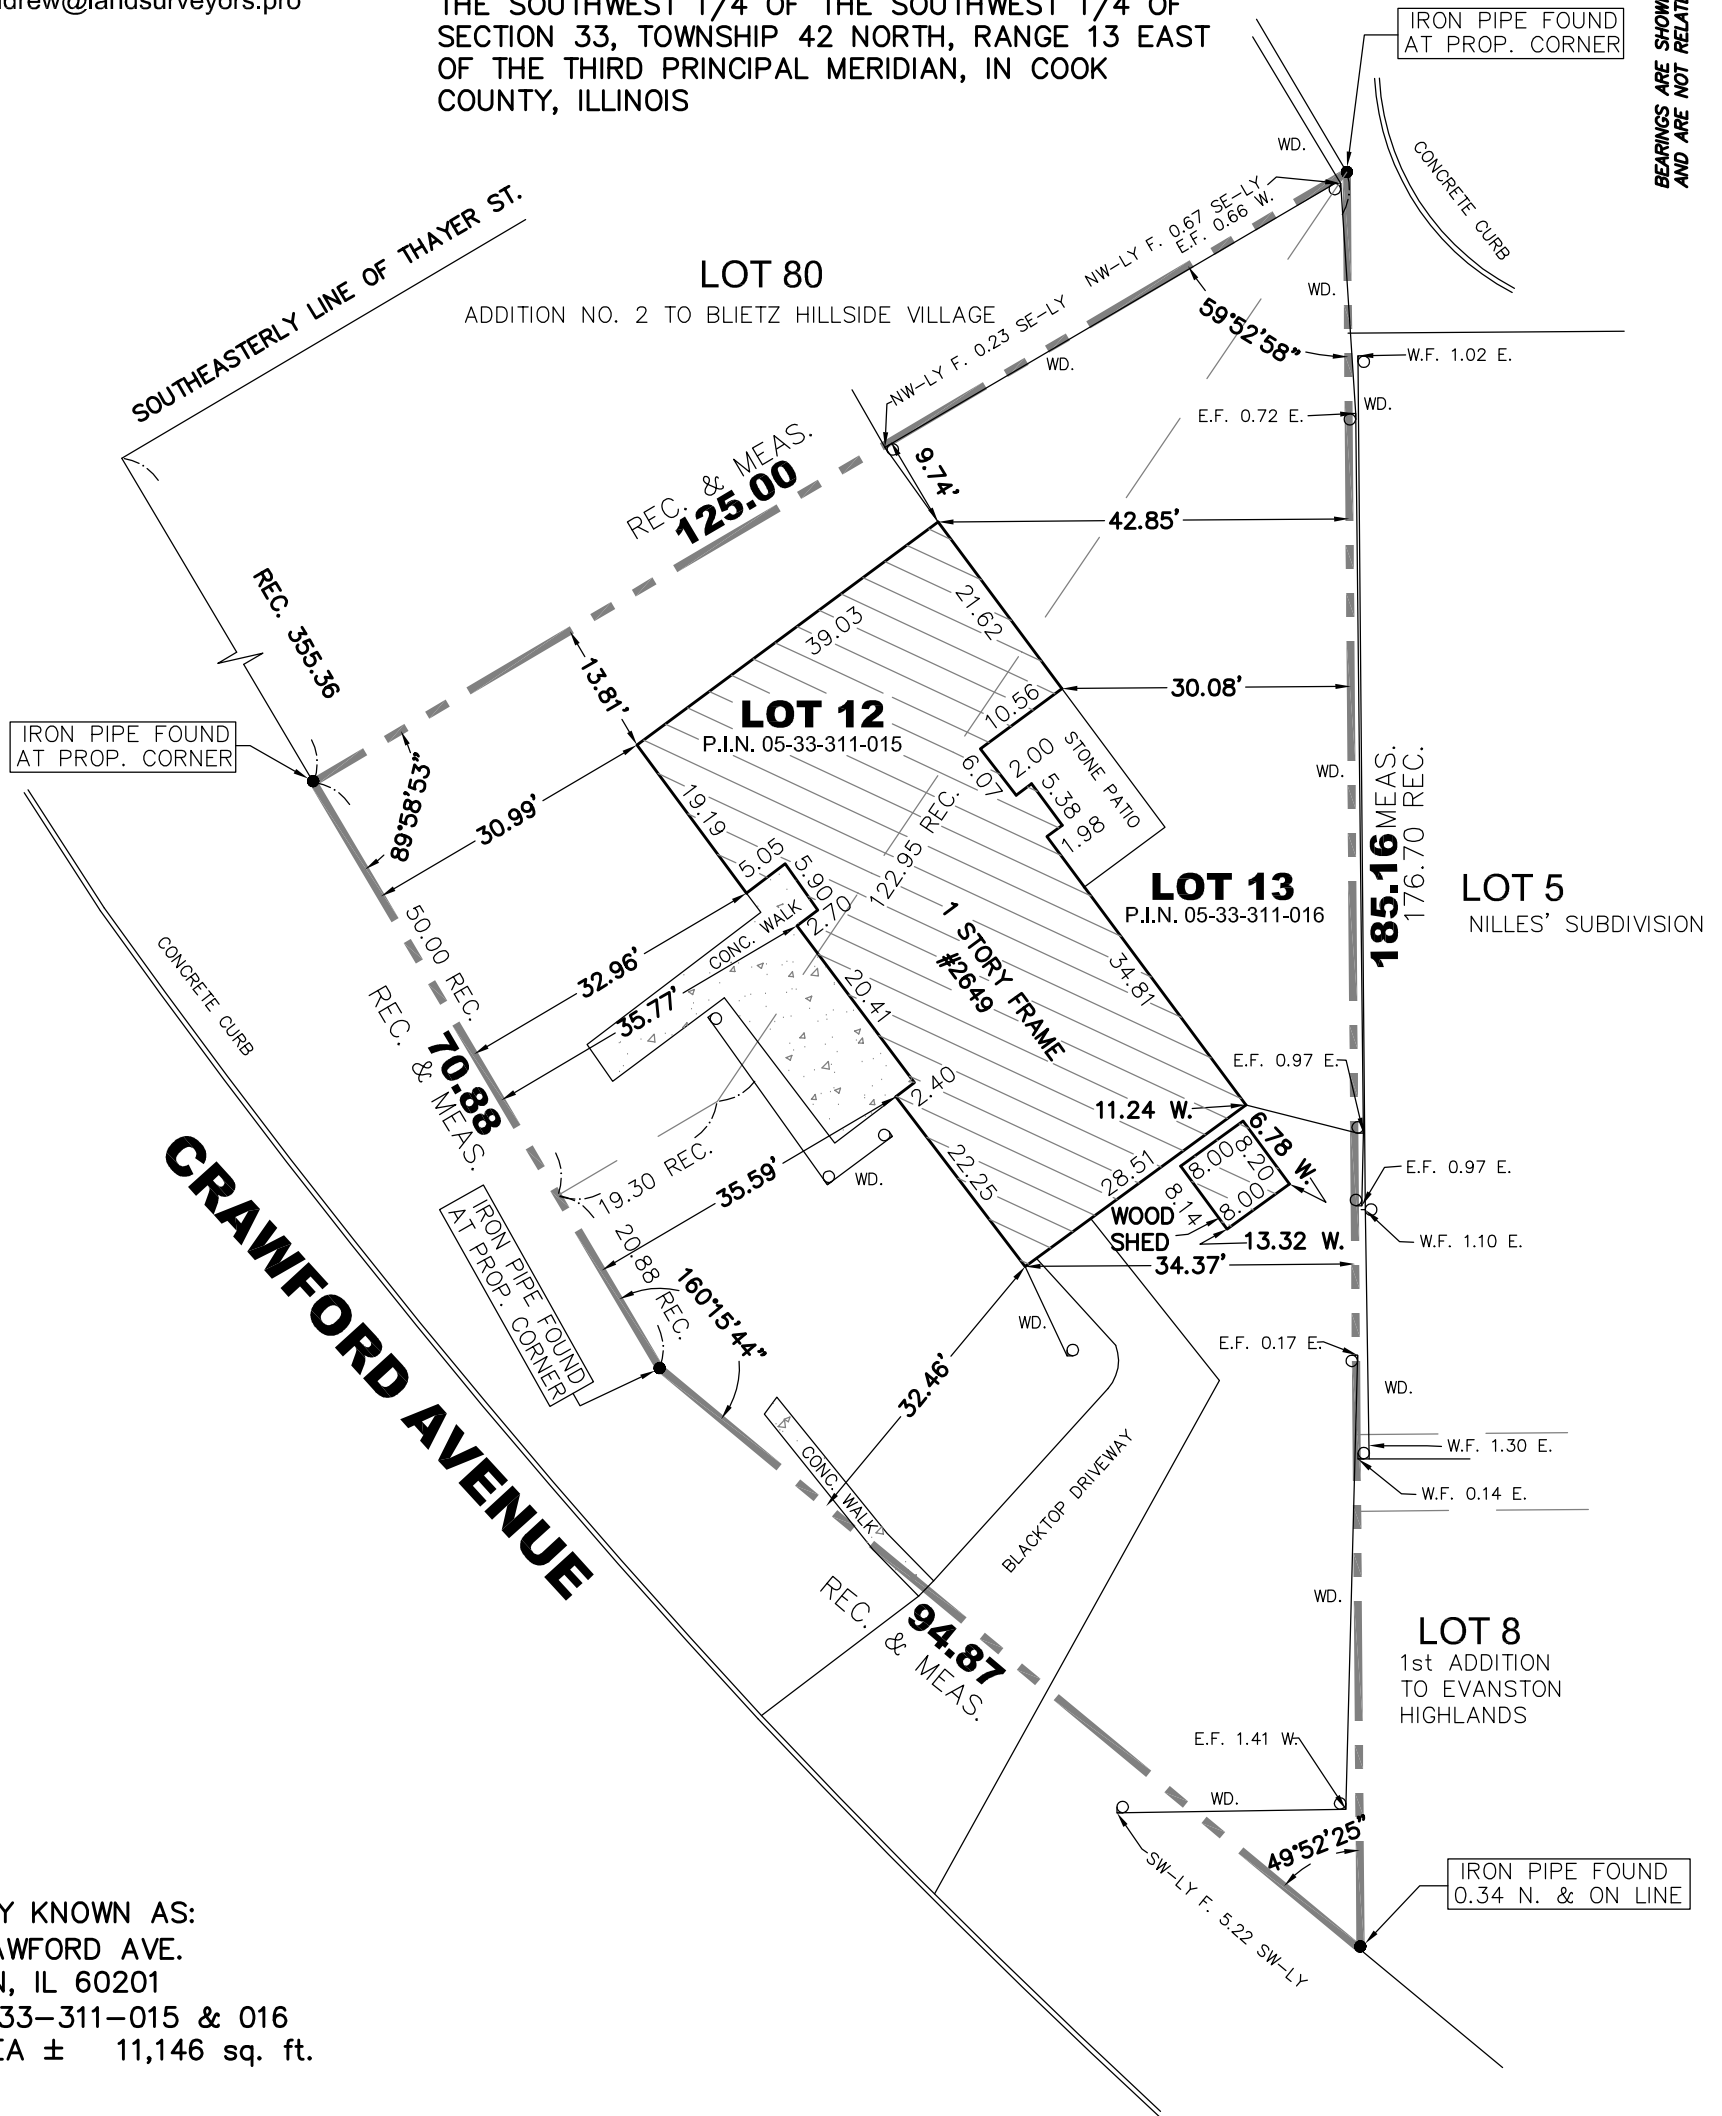 THE SOUTHWEST 1/4 OF THE SOUTHWEST 1/4 OF
SECTION 33, TOWNSHIP 42 NORTH, RANGE 13 EAST
OF THE THIRD PRINCIPAL MERIDIAN, IN COOK
COUNTY, ILLINOIS
IRON PIPE FOUND
AT PROP. CORNER
BEARINGS ARE
AND ARE NOT
CONCRETE CURB
WD.
NW-LY F. 0.67 SE-LY
E.F. 0.66 W.
SOUTHEASTERLY LINE OF THAYER ST.
LOT 80
ADDITION NO. 2 TO BLIETZ HILLSIDE VILLAGE
NW-LY F. 0.23 SE-LY
WD.
59°52'58"
WD.
W.F. 1.02 E.
WD.
E.F. 0.72 E.
REC. & MEAS.
125.00
9.74'
42.85'
REC. 355.36
39.03
21.62
13.81'
30.08'
LOT 12
P.I.N. 05-33-311-015
10.56
STONE PATIO
2.00
6.07
5.38
1.98
IRON PIPE FOUND
AT PROP. CORNER
89°58'53"
30.99'
19.19
WD.
185.16 MEAS.
176.70 REC.
122.95 REC.
5.05
5.90
2.70
LOT 13
P.I.N. 05-33-311-016
LOT 5
NILLES' SUBDIVISION
50.00 REC.
CONC. WALK
32.96'
35.77'
1 STORY FRAME
#2649
34.81
20.41
CONCRETE CURB
REC. & MEAS.
70.88
2.40
E.F. 0.97 E.
11.24 W.
6.78 W.
19.30 REC.
35.59'
WD.
22.25
28.51
8.00
8.20
8.14
8.00
WOOD
SHED
13.32 W.
34.37'
E.F. 0.97 E.
W.F. 1.10 E.
CRAWFORD AVENUE
IRON PIPE FOUND
AT PROP. CORNER
20.88 REC.
160°15'44"
WD.
32.46'
E.F. 0.17 E.
WD.
CONC. WALK
BLACKTOP DRIVEWAY
W.F. 1.30 E.
W.F. 0.14 E.
WD.
REC. & MEAS.
94.87
LOT 8
1st ADDITION
TO EVANSTON
HIGHLANDS
E.F. 1.41 W.
WD.
49°52'25"
SW-LY F. 5.22 SW-LY
IRON PIPE FOUND
0.34 N. & ON LINE
KNOWN AS:
AVE.
IL 60201
33-311-015 & 016
± 11,146 sq. ft.